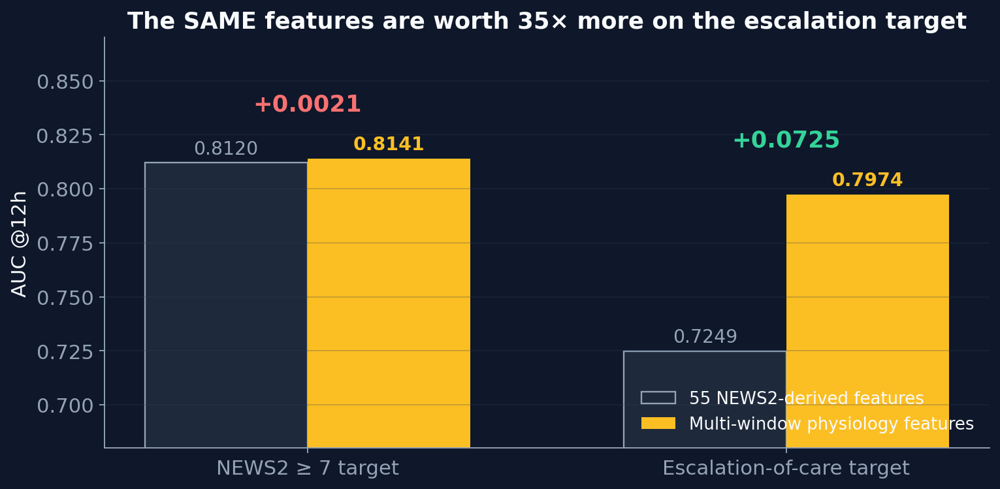 The SAME features are worth 35× more on the escalation target
AUC @12h
0.850
0.825
0.800
0.775
0.750
0.725
0.700
+0.0021
0.8120
0.8141
+0.0725
0.7249
0.7974
55 NEWS2-derived features
Multi-window physiology features
NEWS2 ≥ 7 target
Escalation-of-care target